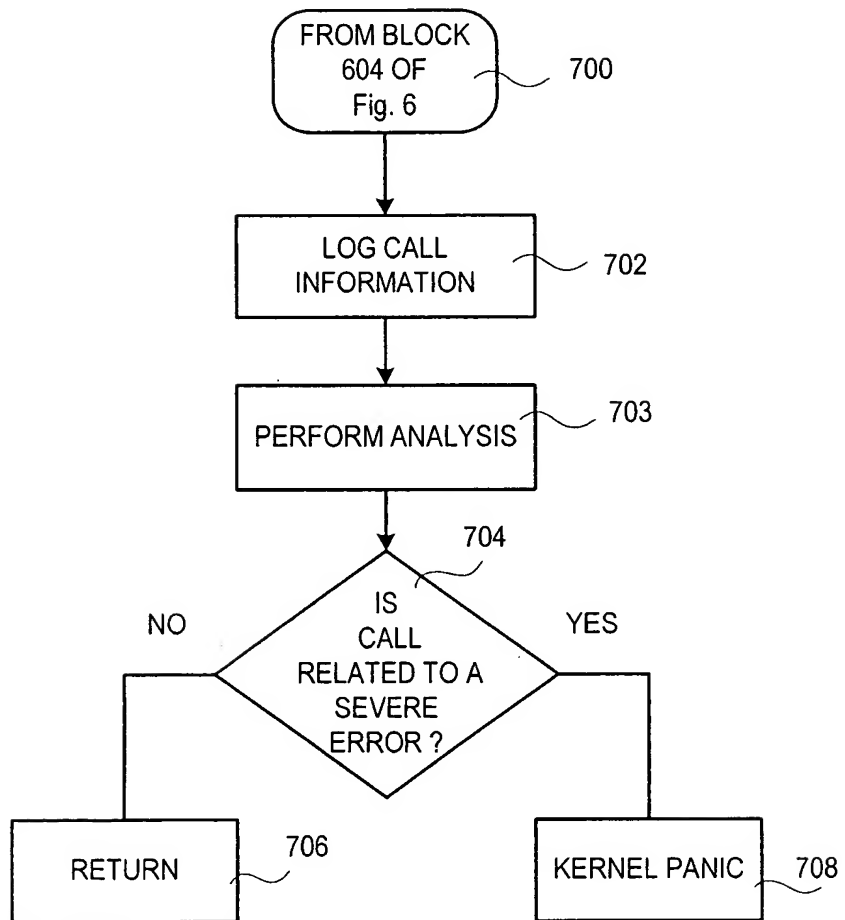 FROM BLOCK
604 OF
Fig. 6
700
LOG CALL
INFORMATION
702
PERFORM ANALYSIS
703
704
IS
CALL
RELATED TO A
SEVERE
ERROR ?
NO
YES
RETURN
706
KERNEL PANIC
708